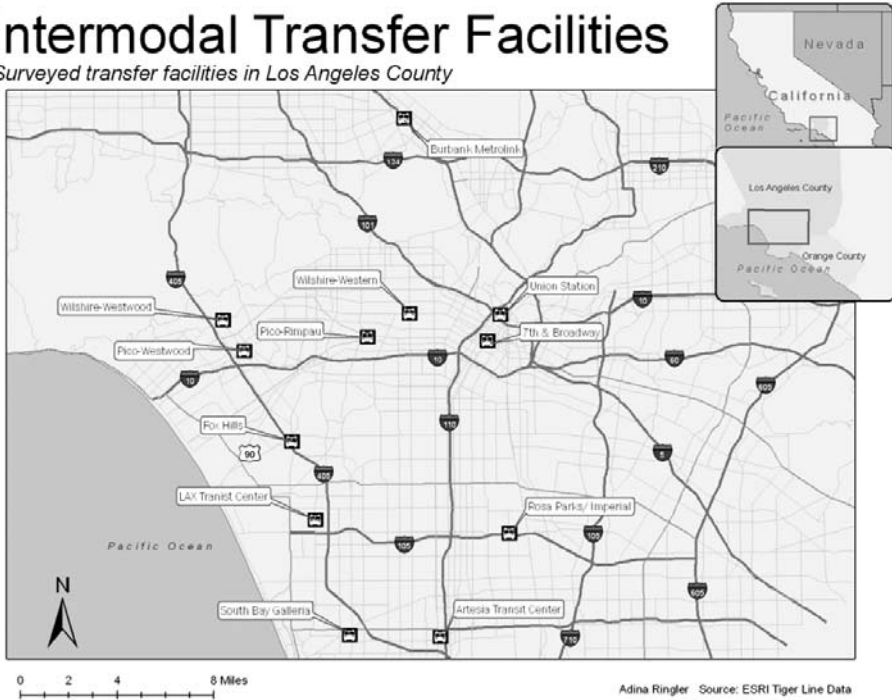 ntermodal Transfer Facilities
Surveyed transfer facilities in Los Angeles County
Nevada
California
Pacific
Ocean
Los Angeles County
Orange County
Pacific Ocean
Burbank Metrolink
134
210
101
405
Wilshire-Western
Union Station
10
Wilshire-Westwood
Pico-Rimpau
7th & Broadway
Pico-Westwood
10
60
10
605
110
Fox Hills
90
5
405
LAX Tranist Center
Rosa Parks/ Imperial
Pacific Ocean
105
105
605
N
South Bay Galleria
Artesia Transit Center
710
0 2 4 8 Miles
Adina Ringler Source: ESRI Tiger Line Data